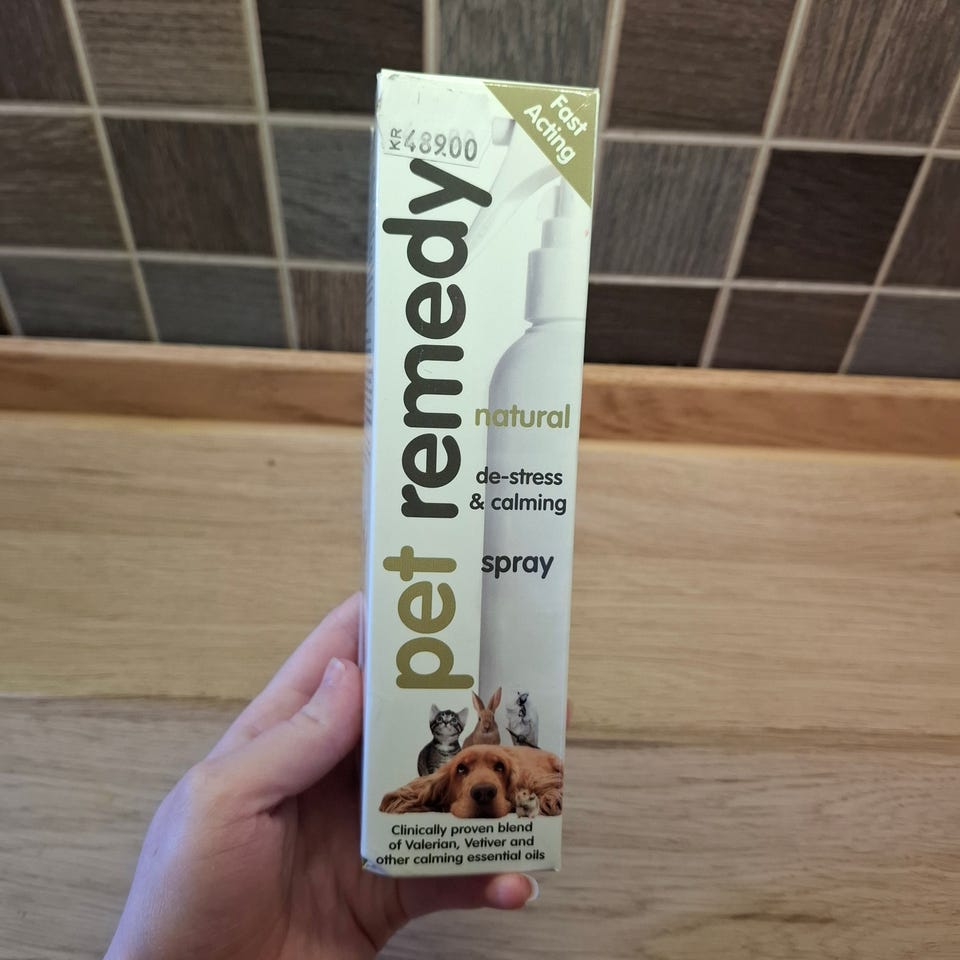 KR 489.00
Fast
Acting
pet remedy
natural
de-stress
& calming
spray
Clinically proven blend
of Valerian, Vetiver and
other calming essential oils